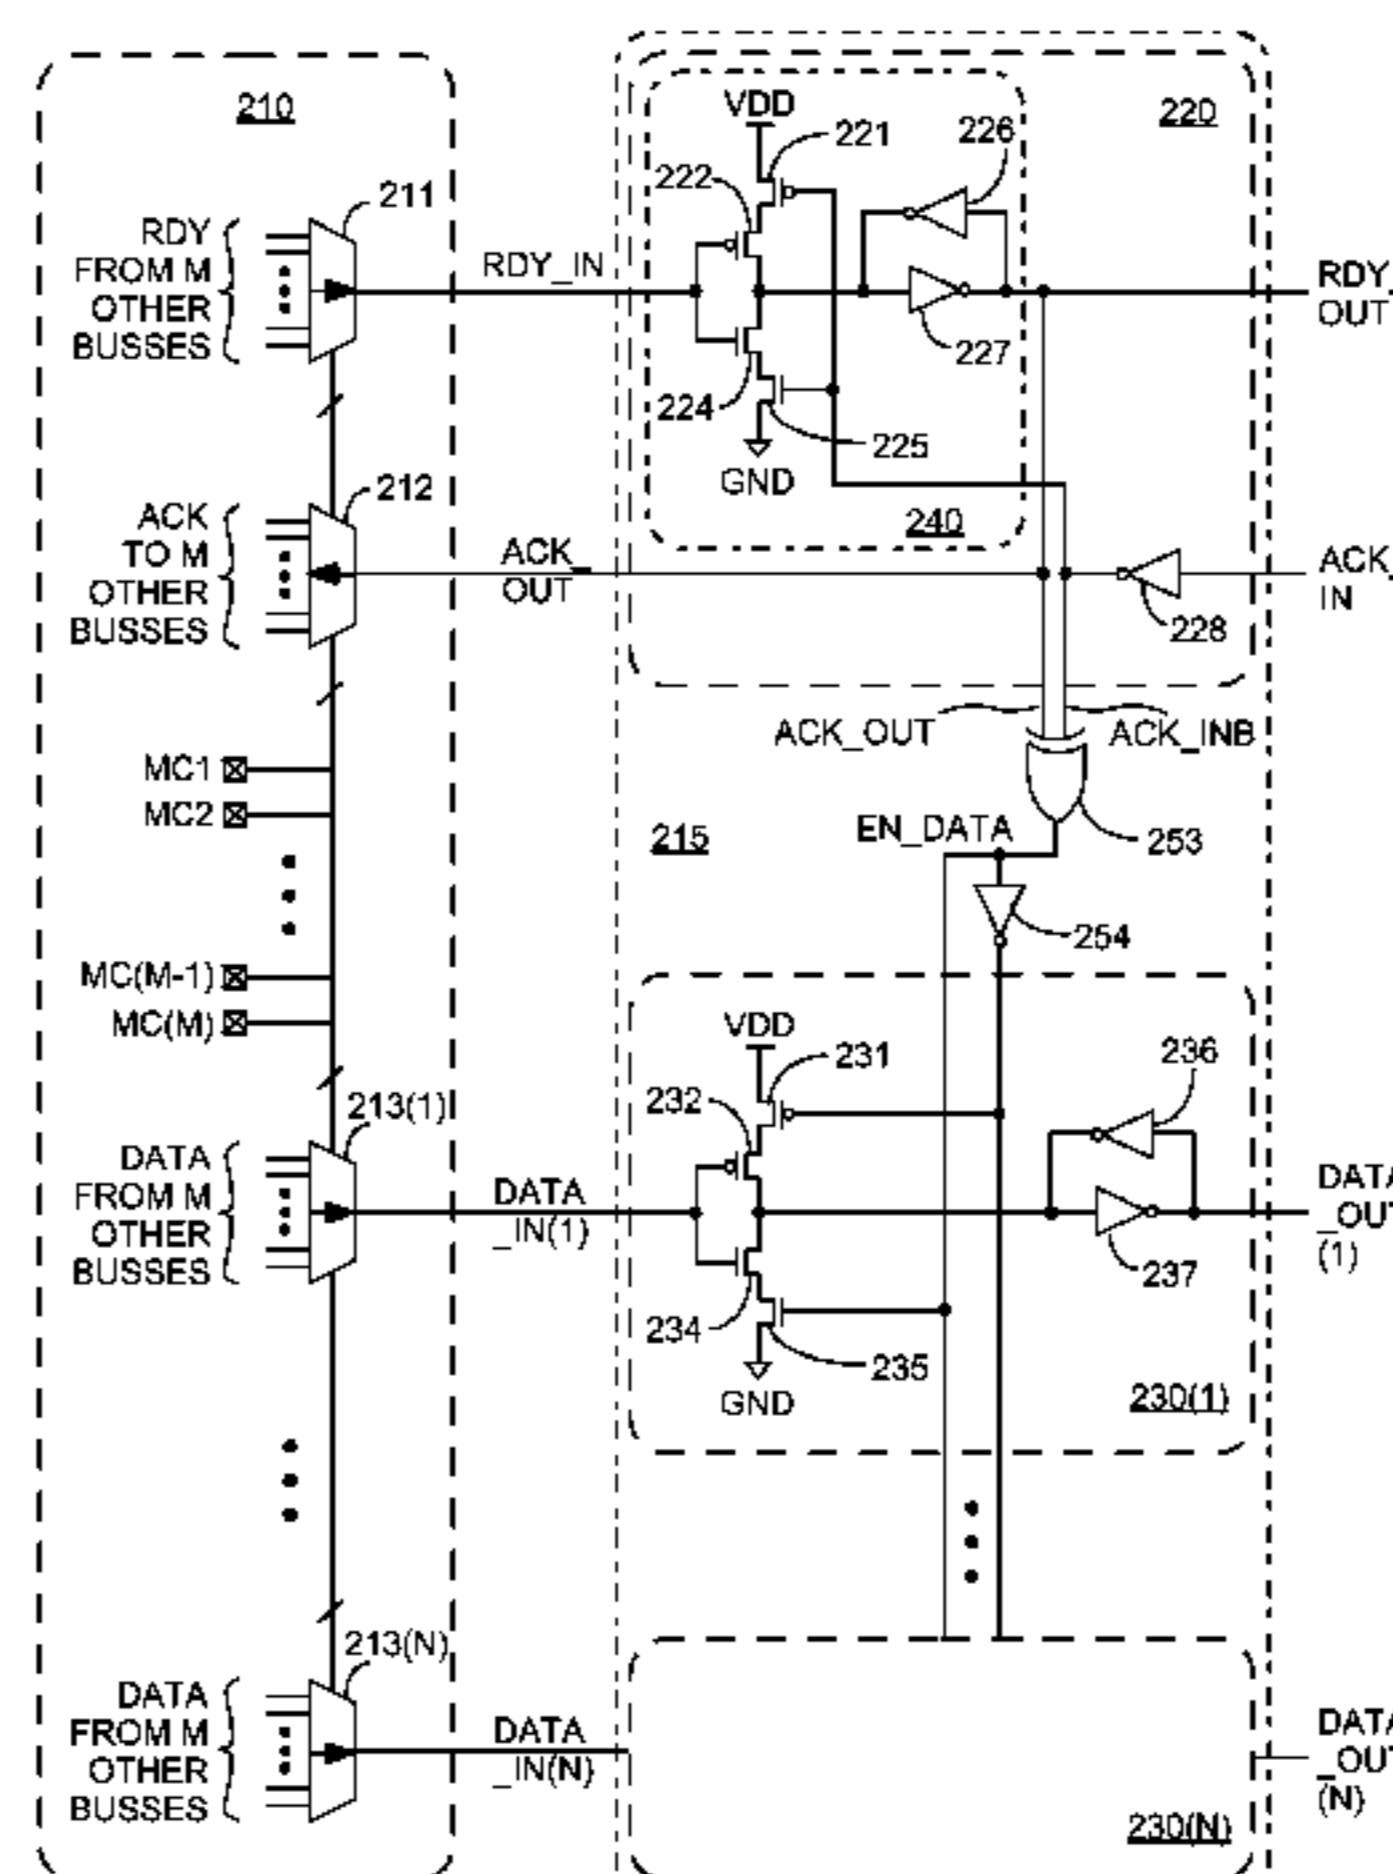 210
211
RDY
FROM M
OTHER
BUSSES
RDY_IN
VDD
221
222
226
220
227
224
225
GND
240
RDY_
OUT
212
ACK
TO M
OTHER
BUSSES
ACK_
OUT
228
ACK_
IN
ACK_OUT
ACK_INB
MC1
MC2
MC(M-1)
MC(M)
215
EN_DATA
253
254
213(1)
DATA
FROM M
OTHER
BUSSES
DATA
_IN(1)
VDD
231
232
236
237
234
235
GND
230(1)
DATA
_OUT
(1)
213(N)
DATA
FROM M
OTHER
BUSSES
DATA
_IN(N)
230(N)
DATA
_OUT
(N)